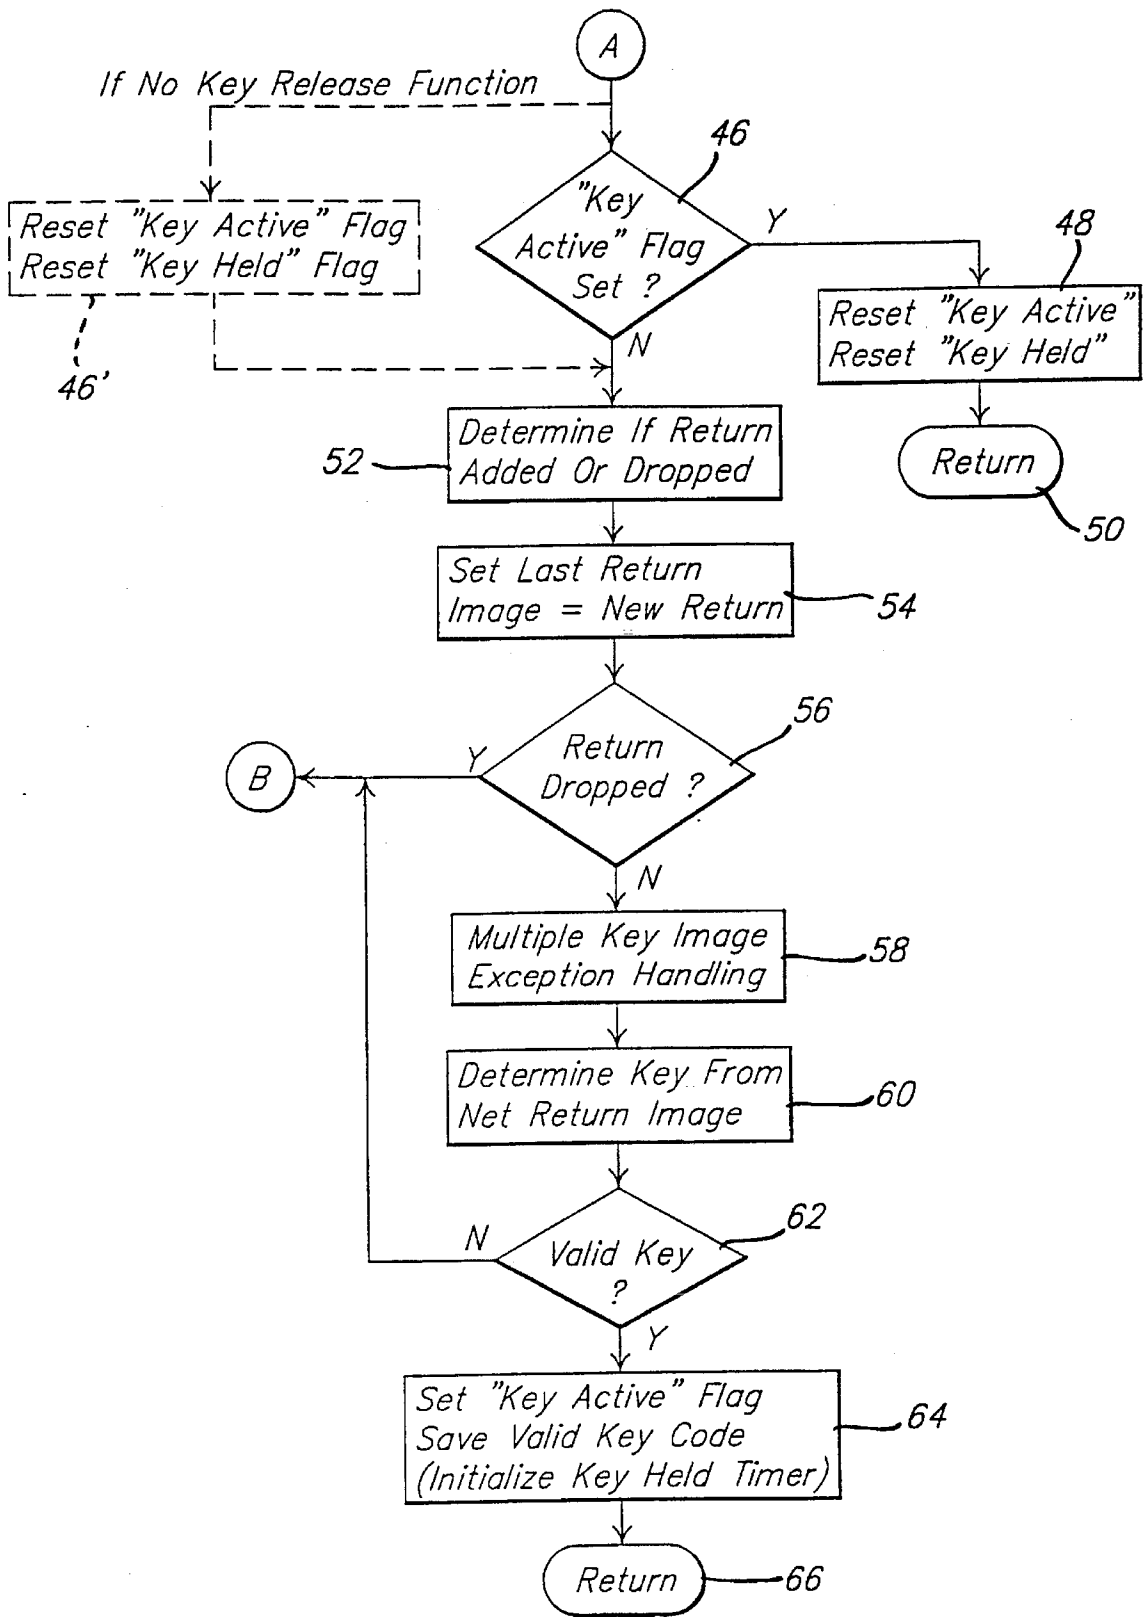 A
If No Key Release Function
46
"Key
Active" Flag
Set ?
Y
N
Reset "Key Active" Flag
Reset "Key Held" Flag
46'
48
Reset "Key Active"
Reset "Key Held"
Return
50
52
Determine If Return
Added Or Dropped
Set Last Return
Image = New Return
54
56
Return
Dropped ?
Y
B
N
Multiple Key Image
Exception Handling
58
Determine Key From
Net Return Image
60
62
Valid Key
?
N
Y
Set "Key Active" Flag
Save Valid Key Code
(Initialize Key Held Timer)
64
Return
66